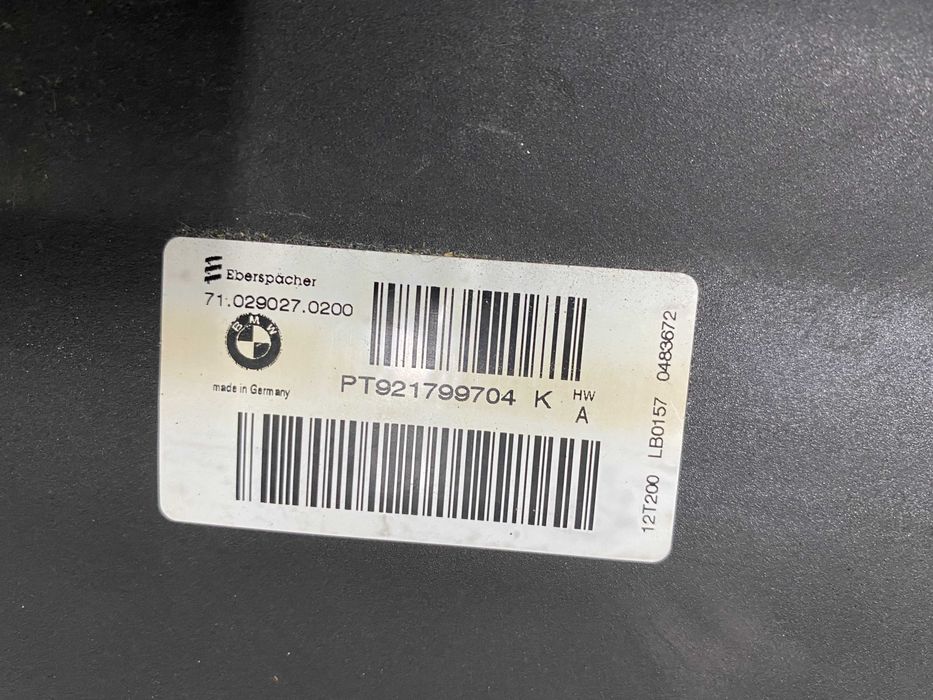 Eberspächer
71.029027.0200
BMW
made in Germany
PT921799704 K
HW
A
12T200 LB0157 0483672